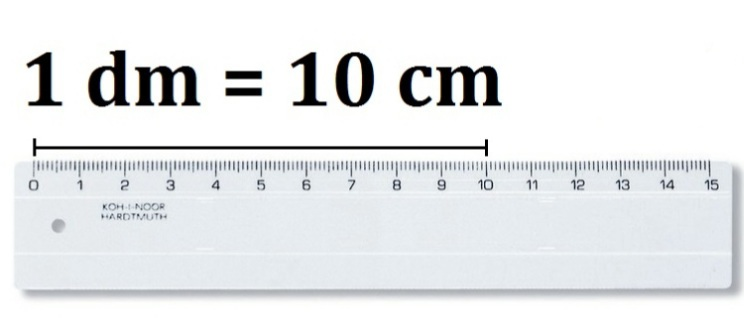 1 dm = 10 cm
0 1 2 3 4 5 6 7 8 9 10 11 12 13 14 15
KOH-I-NOOR
HARDTMUTH